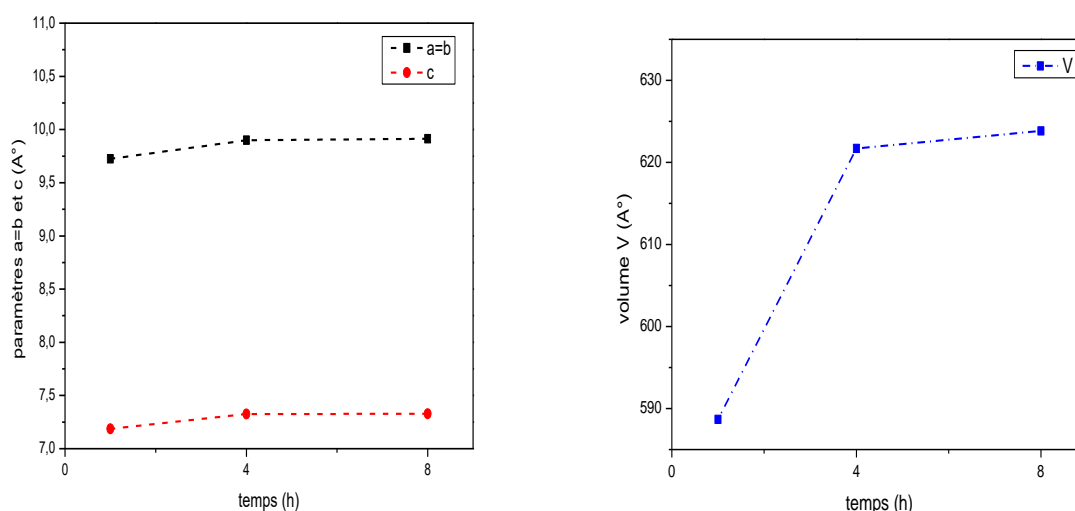 11,0
10,5
10,0
9,5
9,0
8,5
8,0
7,5
7,0
0
4
8
a=b
c
paramètres a=b et c (A°)
temps (h)
630
620
610
600
590
0
4
8
V
volume V (A°)
temps (h)